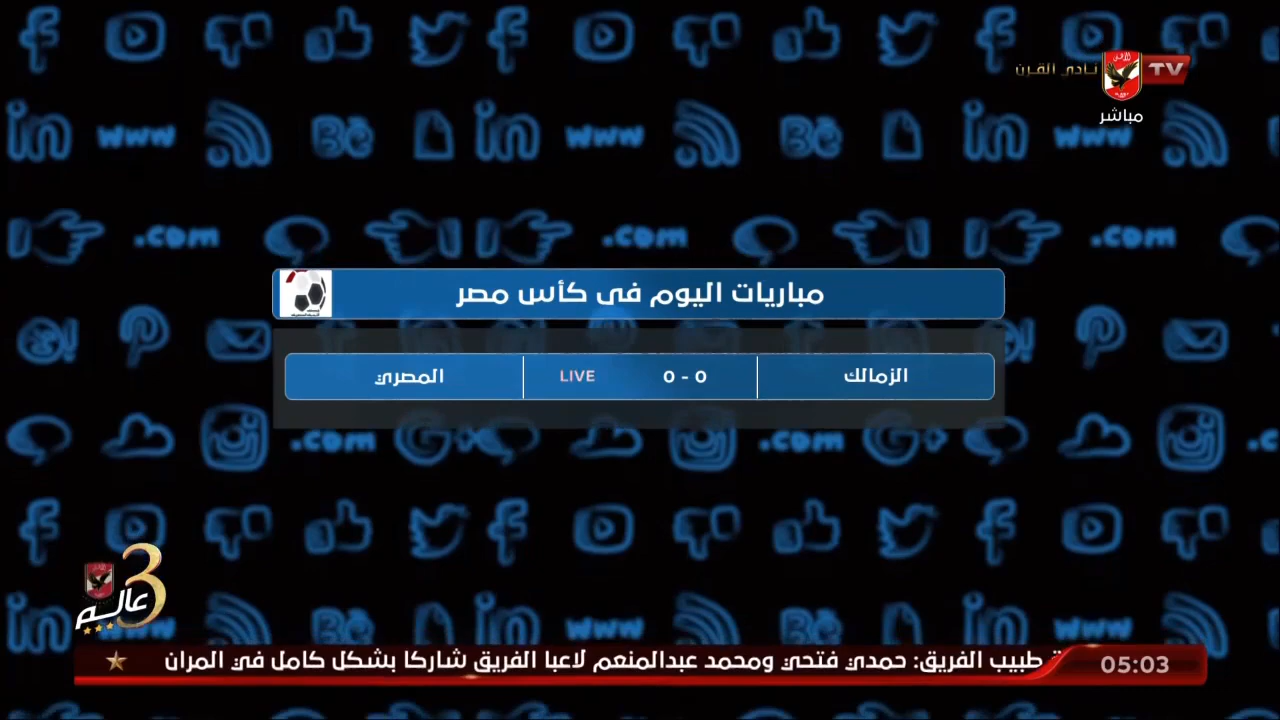 نادي القرن TV
مباشر
مباريات اليوم فى كأس مصر
الزمالك 0 - 0 LIVE المصري
3 عالم
05:03 طبيب الفريق: حمدي فتحي ومحمد عبدالمنعم لاعبا الفريق شاركا بشكل كامل في المران